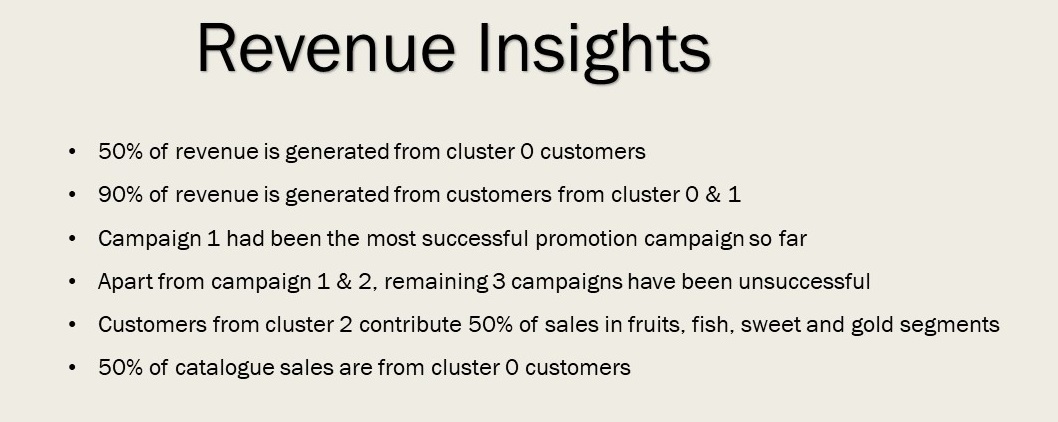 Revenue Insights
• 50% of revenue is generated from cluster 0 customers
• 90% of revenue is generated from customers from cluster 0 & 1
• Campaign 1 had been the most successful promotion campaign so far
• Apart from campaign 1 & 2, remaining 3 campaigns have been unsuccessful
• Customers from cluster 2 contribute 50% of sales in fruits, fish, sweet and gold segments
• 50% of catalogue sales are from cluster 0 customers